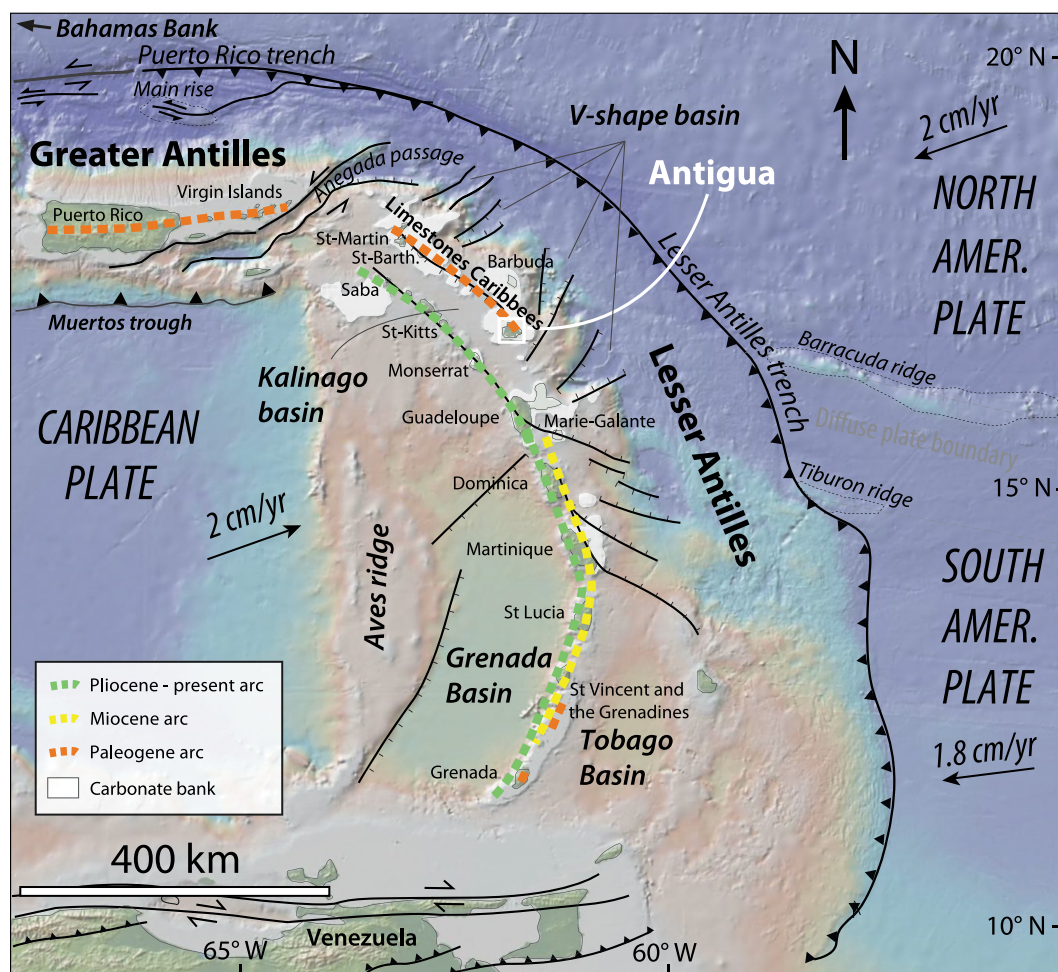 Bahamas Bank
Puerto Rico trench
Main rise
20° N
N
V-shape basin
2 cm/yr
Greater Antilles
Anegada passage
Antigua
NORTH
AMER.
PLATE
Virgin Islands
Puerto Rico
Limestones Caribbees
St-Martin
St-Barth.
Barbuda
Lesser Antilles trench
Saba
Muertos trough
St-Kitts
Barracuda ridge
Monserrat
Kalinago
basin
Lesser Antilles
CARIBBEAN
PLATE
Guadeloupe
Marie-Galante
Diffuse plate boundary
Dominica
Tiburon ridge
15° N
2 cm/yr
Martinique
SOUTH
AMER.
PLATE
Aves ridge
St Lucia
Grenada
Basin
St Vincent and
the Grenadines
Tobago
Basin
1.8 cm/yr
Grenada
Pliocene - present arc
Miocene arc
Paleogene arc
Carbonate bank
400 km
10° N
Venezuela
65° W
60° W